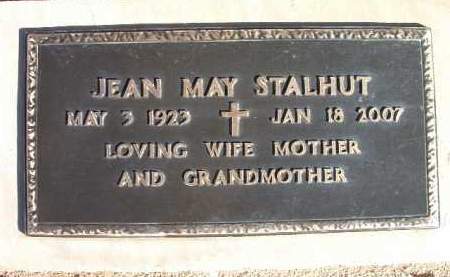 JEAN MAY STALHUT
MAY 3 1923 JAN 18 2007
LOVING WIFE MOTHER
AND GRANDMOTHER